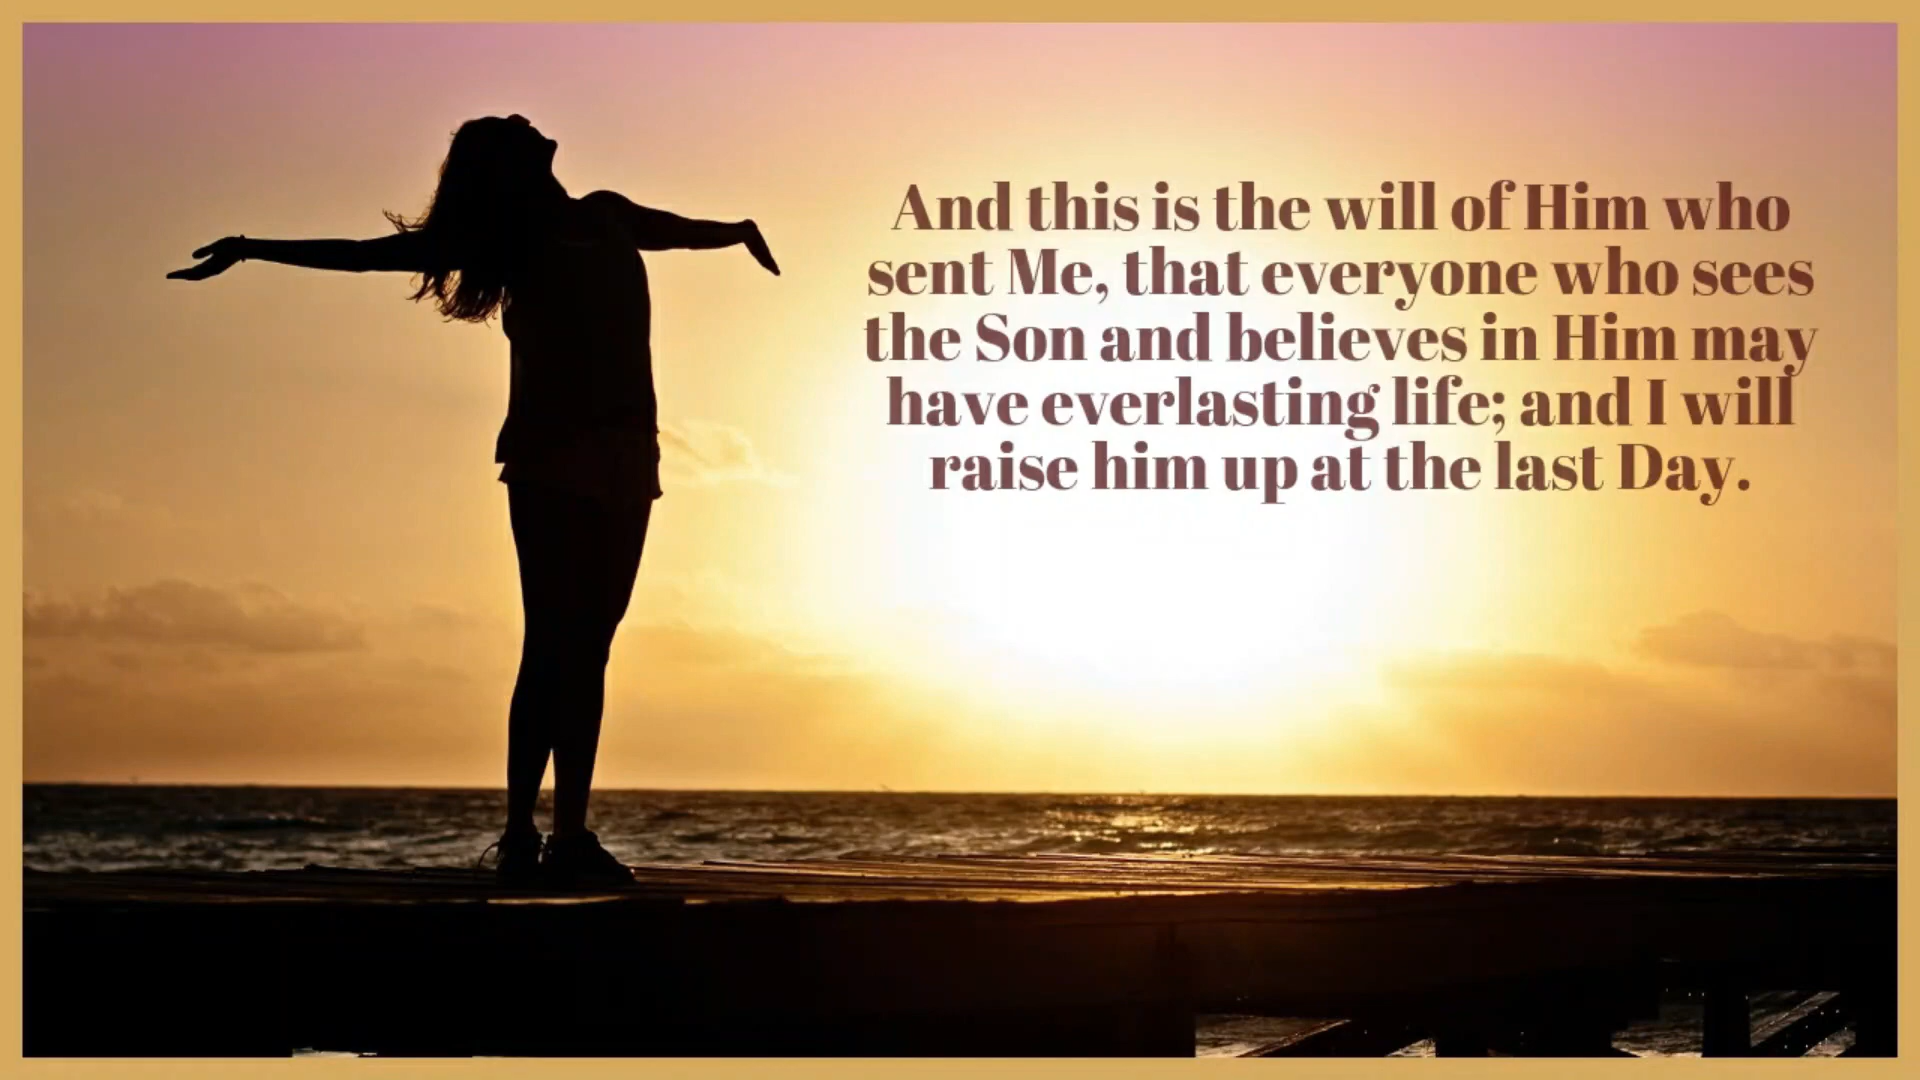 And this is the will of Him who
sent Me, that everyone who sees
the Son and believes in Him may
have everlasting life; and I will
raise him up at the last Day.